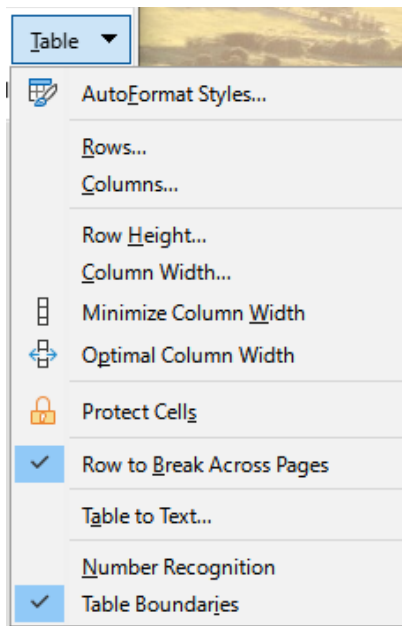 Table
AutoFormat Styles...
Rows...
Columns...
Row Height...
Column Width...
Minimize Column Width
Optimal Column Width
Protect Cells
Row to Break Across Pages
Table to Text...
Number Recognition
Table Boundaries